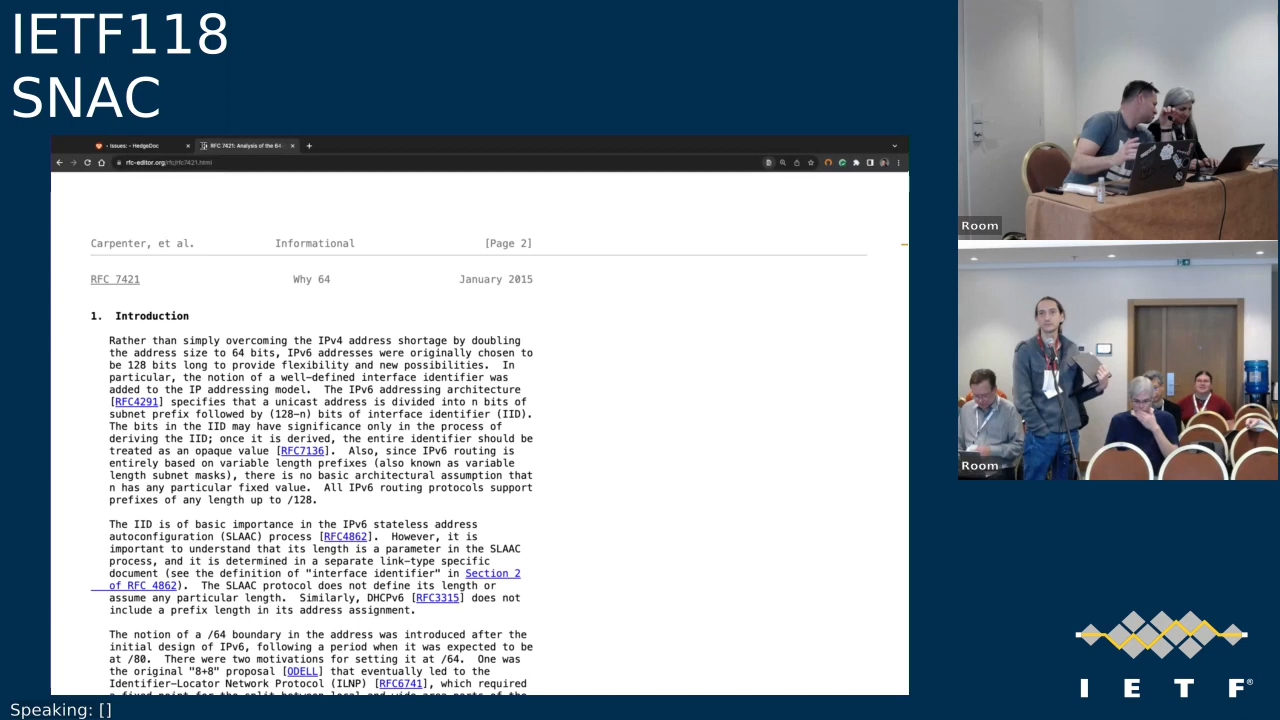 IETF118
SNAC
- Issues: - HedgeDoc
RFC 7421: Analysis of the 64-
rfc-editor.org/rfc/rfc7421.html
Carpenter, et al. Informational [Page 2]
RFC 7421 Why 64 January 2015
1. Introduction
Rather than simply overcoming the IPv4 address shortage by doubling
the address size to 64 bits, IPv6 addresses were originally chosen to
be 128 bits long to provide flexibility and new possibilities. In
particular, the notion of a well-defined interface identifier was
added to the IP addressing model. The IPv6 addressing architecture
[RFC4291] specifies that a unicast address is divided into n bits of
subnet prefix followed by (128-n) bits of interface identifier (IID).
The bits in the IID may have significance only in the process of
deriving the IID; once it is derived, the entire identifier should be
treated as an opaque value [RFC7136]. Also, since IPv6 routing is
entirely based on variable length prefixes (also known as variable
length subnet masks), there is no basic architectural assumption that
n has any particular fixed value. All IPv6 routing protocols support
prefixes of any length up to /128.
The IID is of basic importance in the IPv6 stateless address
autoconfiguration (SLAAC) process [RFC4862]. However, it is
important to understand that its length is a parameter in the SLAAC
process, and it is determined in a separate link-type specific
document (see the definition of "interface identifier" in Section 2
of RFC 4862). The SLAAC protocol does not define its length or
assume any particular length. Similarly, DHCPv6 [RFC3315] does not
include a prefix length in its address assignment.
The notion of a /64 boundary in the address was introduced after the
initial design of IPv6, following a period when it was expected to be
at /80. There were two motivations for setting it at /64. One was
the original "8+8" proposal [ODELL] that eventually led to the
Identifier-Locator Network Protocol (ILNP) [RFC6741], which required
a fixed point for the split between local and wide-area parts of the
Room
Room
I E T F®
Speaking: []